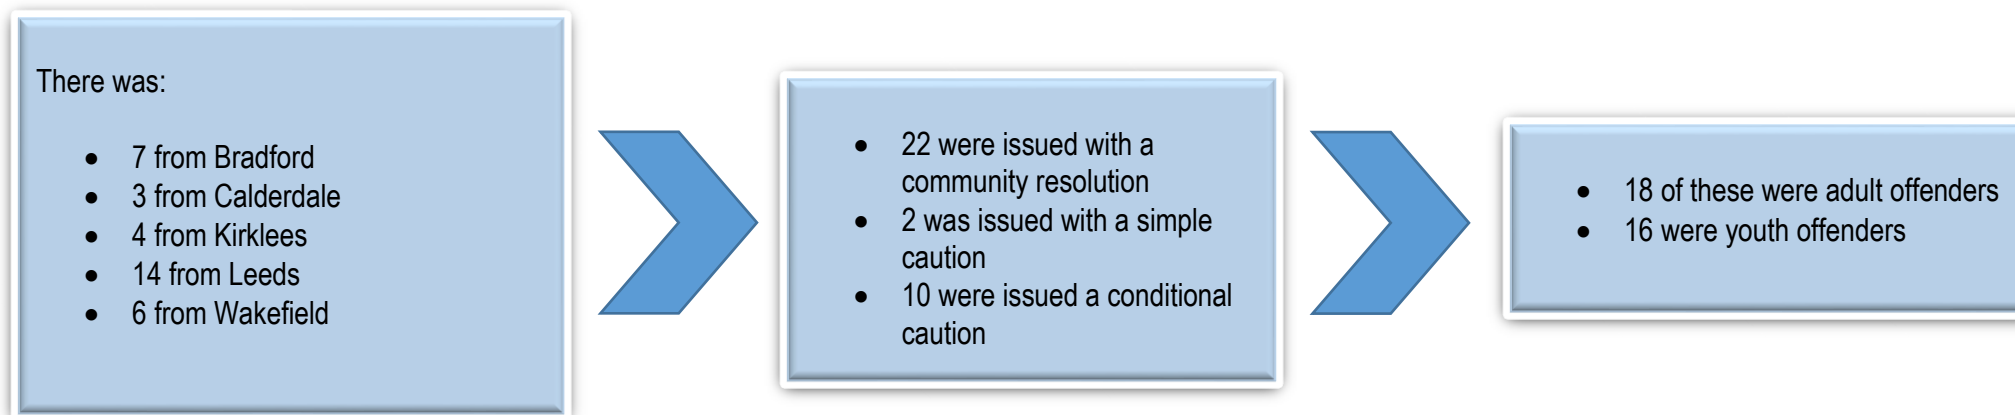 There was:
• 7 from Bradford
• 3 from Calderdale
• 4 from Kirklees
• 14 from Leeds
• 6 from Wakefield
• 22 were issued with a
community resolution
• 2 was issued with a simple
caution
• 10 were issued a conditional
caution
• 18 of these were adult offenders
• 16 were youth offenders